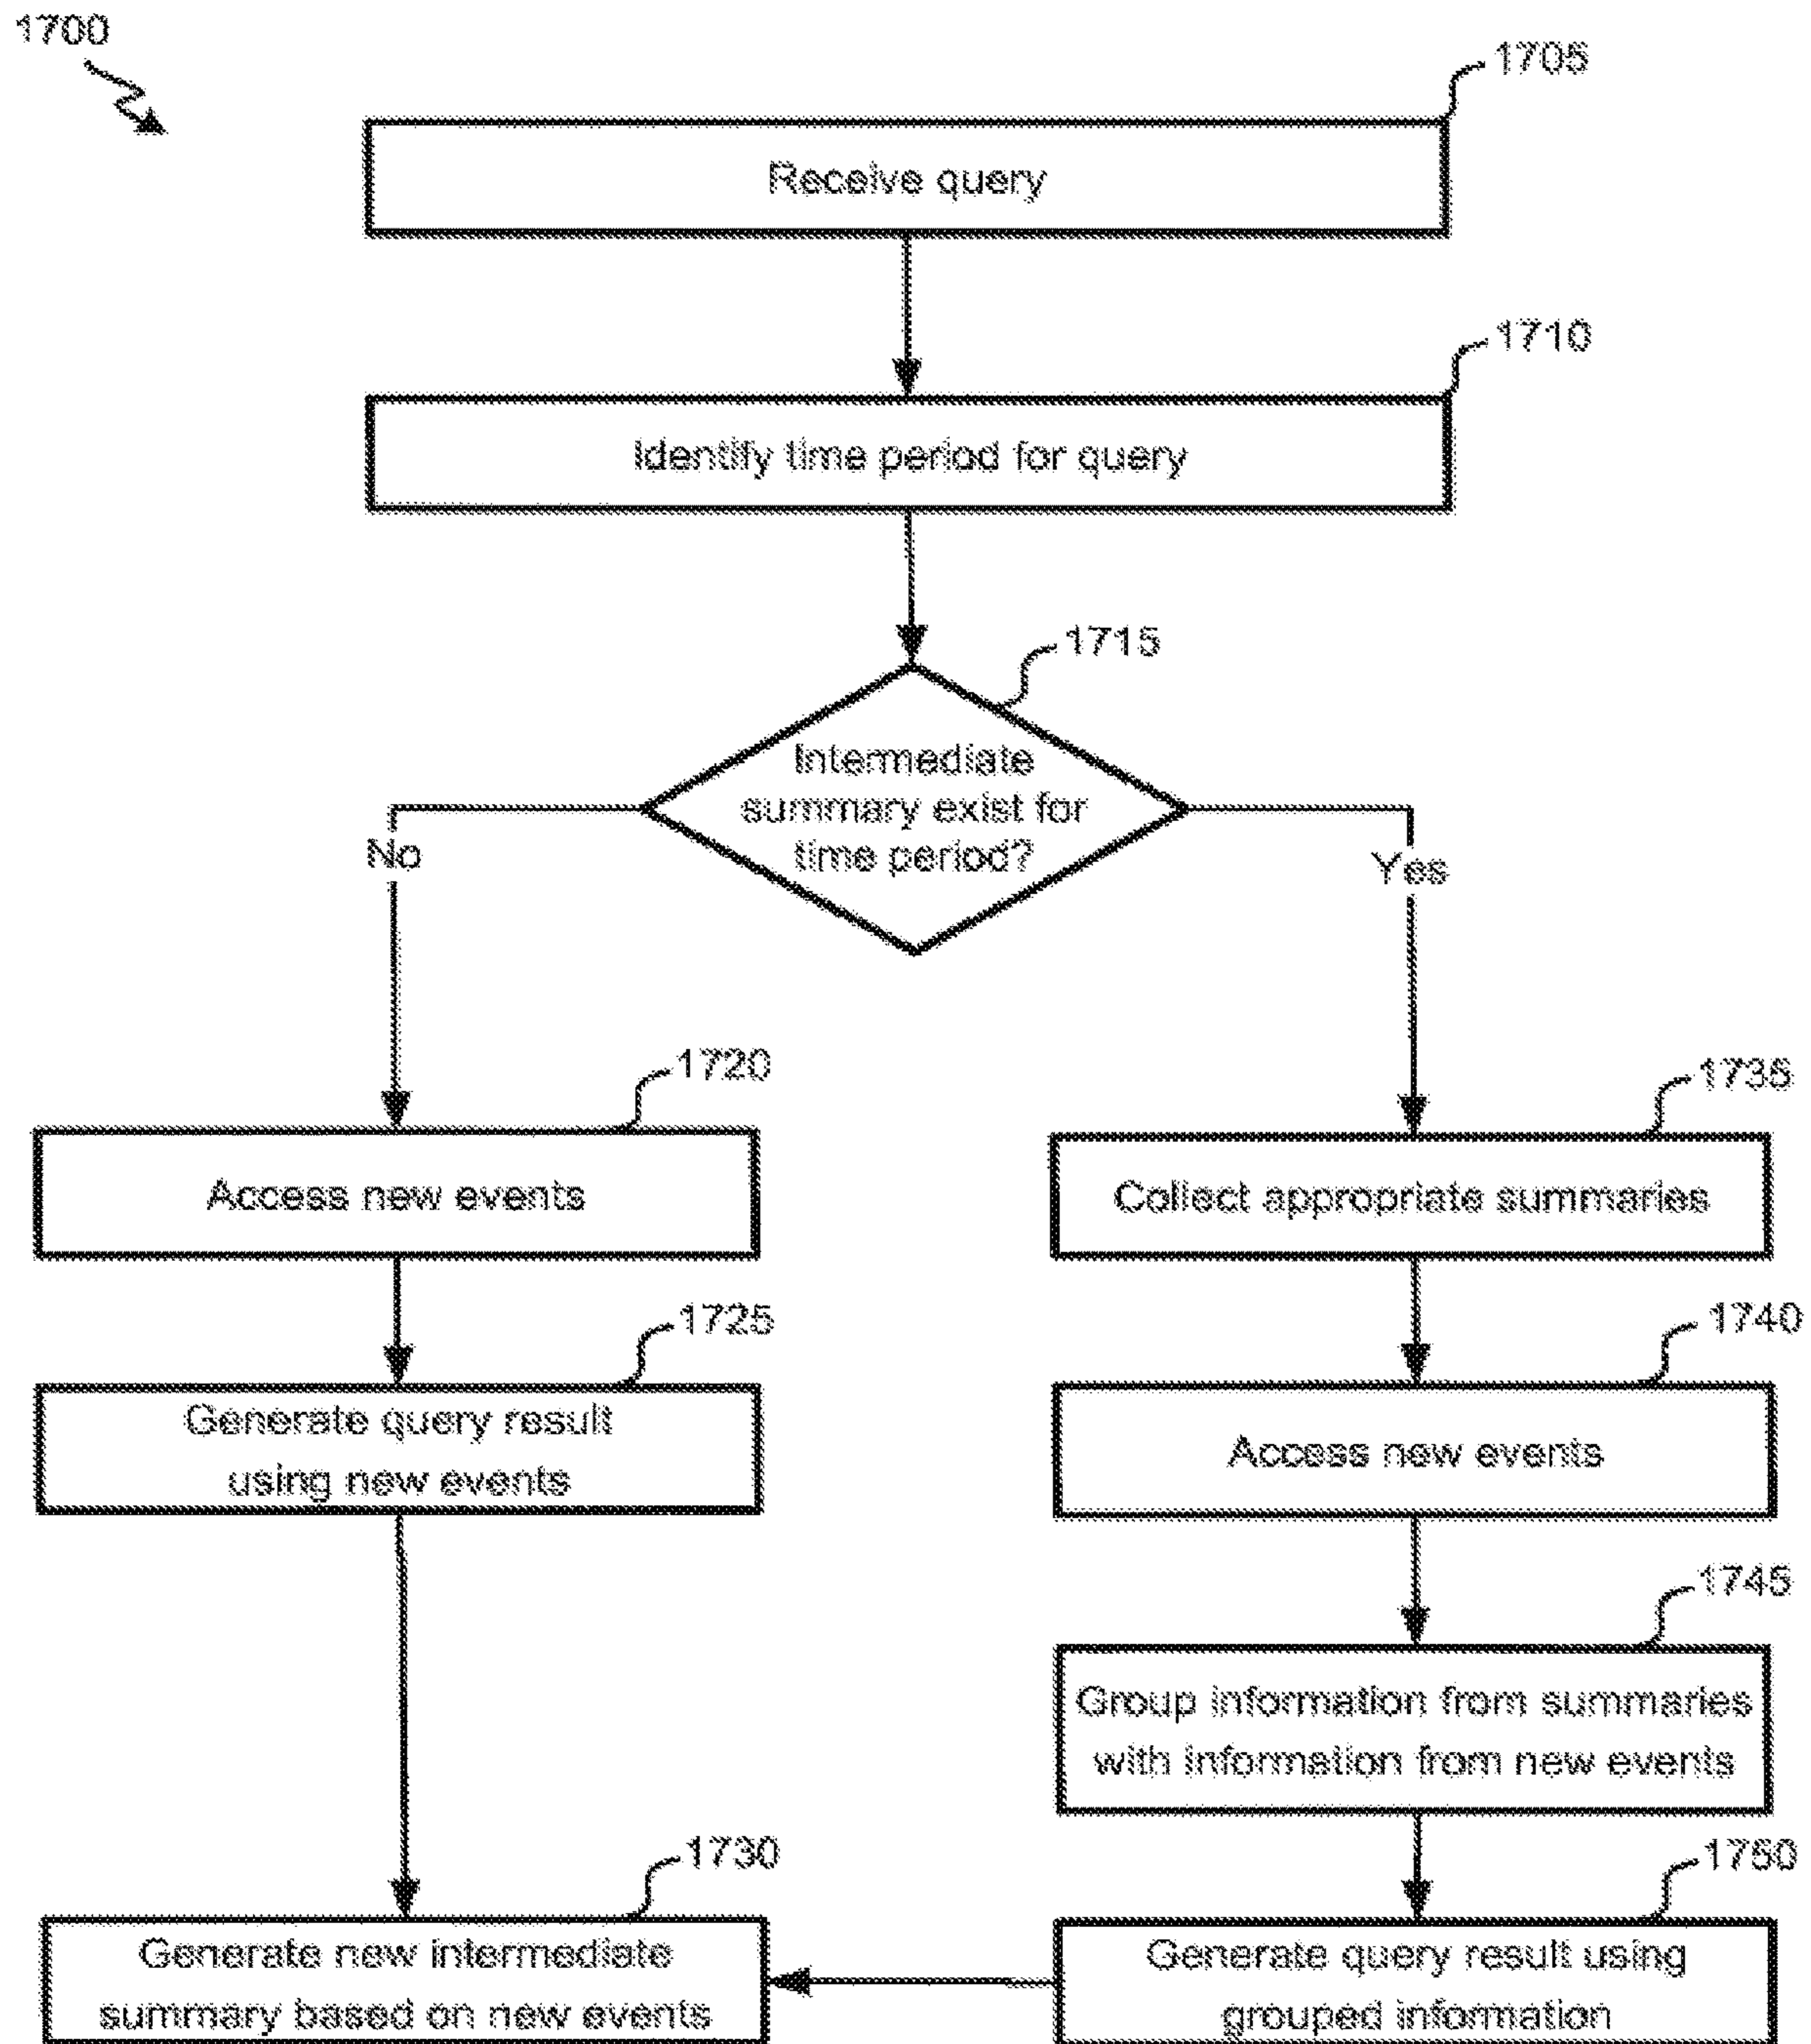 1700
1705
Receive query
1710
Identify time period for query
1715
Intermediate
summary exist for
time period?
No
Yes
1720
1735
Access new events
Collect appropriate summaries
1725
1740
Generate query result
using new events
Access new events
1745
Group information from summaries
with information from new events
1730
1750
Generate new intermediate
summary based on new events
Generate query result using
grouped information